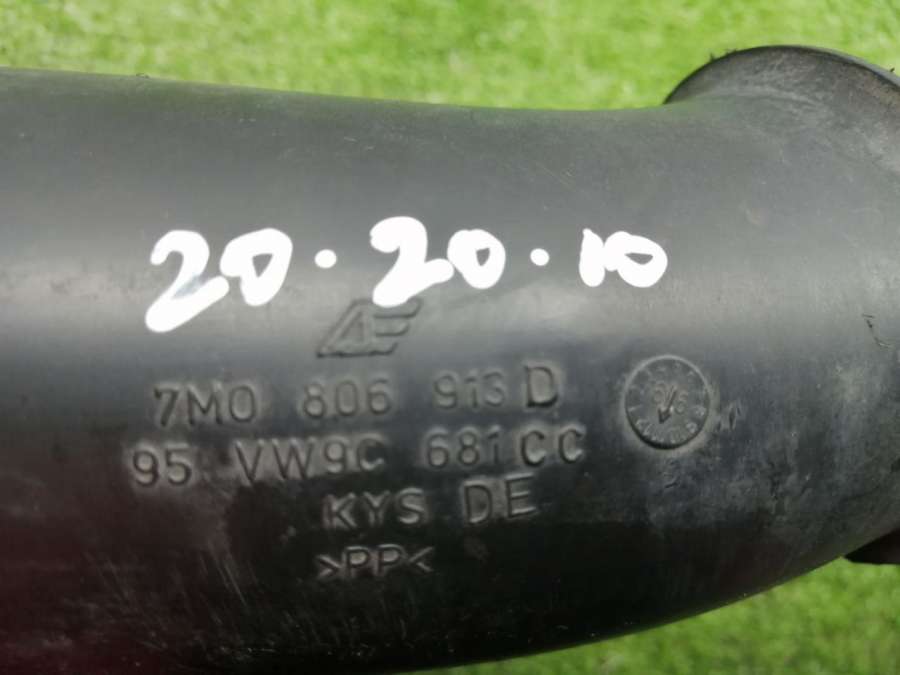 20.20.10
7M0 806 913 D
95 VW9C 681 CC
KYS DE
>PP<